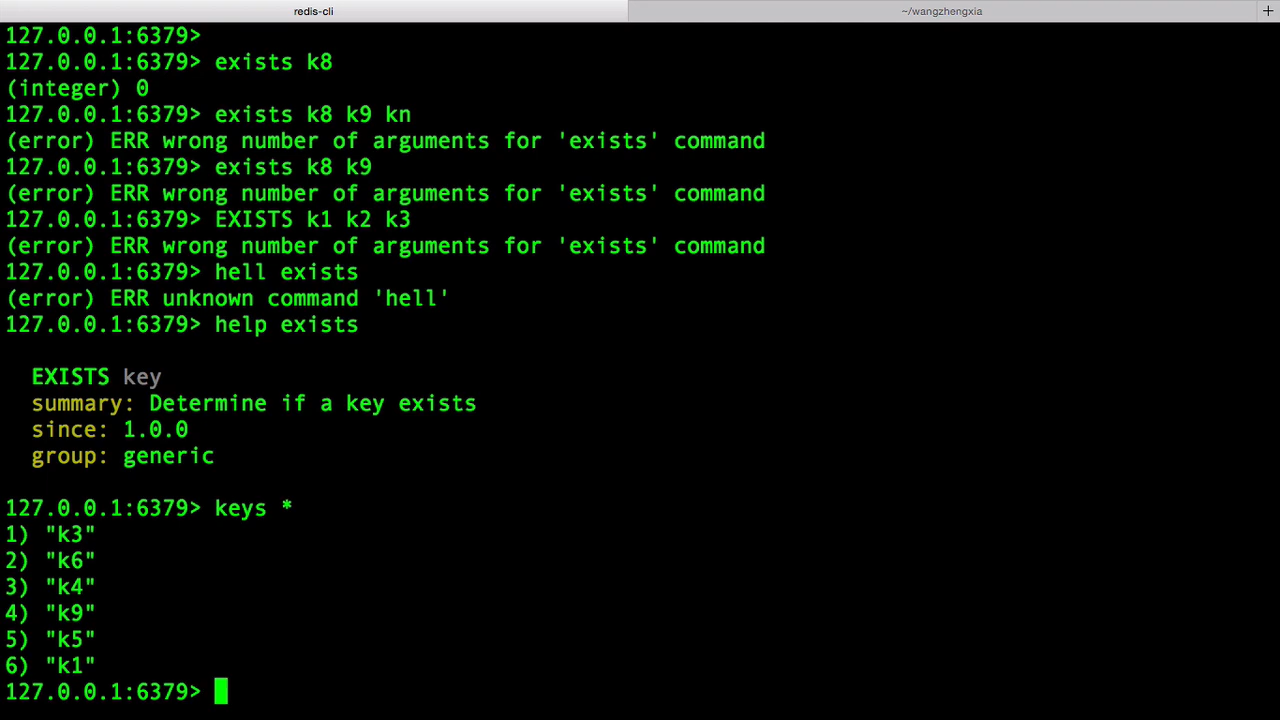 redis-cli
~/wangzhengxia
+
127.0.0.1:6379>
127.0.0.1:6379> exists k8
(integer) 0
127.0.0.1:6379> exists k8 k9 kn
(error) ERR wrong number of arguments for 'exists' command
127.0.0.1:6379> exists k8 k9
(error) ERR wrong number of arguments for 'exists' command
127.0.0.1:6379> EXISTS k1 k2 k3
(error) ERR wrong number of arguments for 'exists' command
127.0.0.1:6379> hell exists
(error) ERR unknown command 'hell'
127.0.0.1:6379> help exists
EXISTS key
summary: Determine if a key exists
since: 1.0.0
group: generic
127.0.0.1:6379> keys *
1) "k3"
2) "k6"
3) "k4"
4) "k9"
5) "k5"
6) "k1"
127.0.0.1:6379>